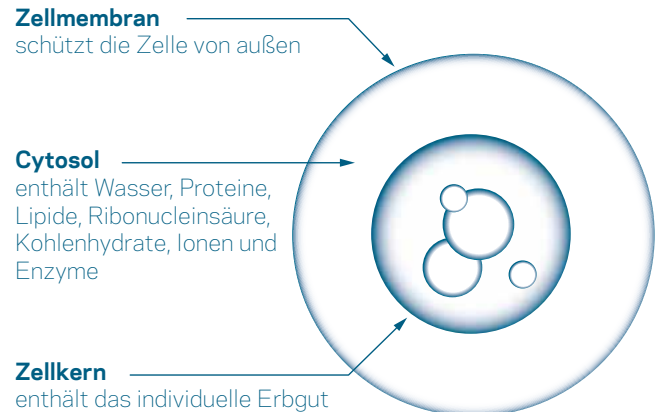 Zellmembran
schützt die Zelle von außen
Cytosol
enthält Wasser, Proteine,
Lipide, Ribonucleinsäure,
Kohlenhydrate, Ionen und
Enzyme
Zellkern
enthält das individuelle Erbgut